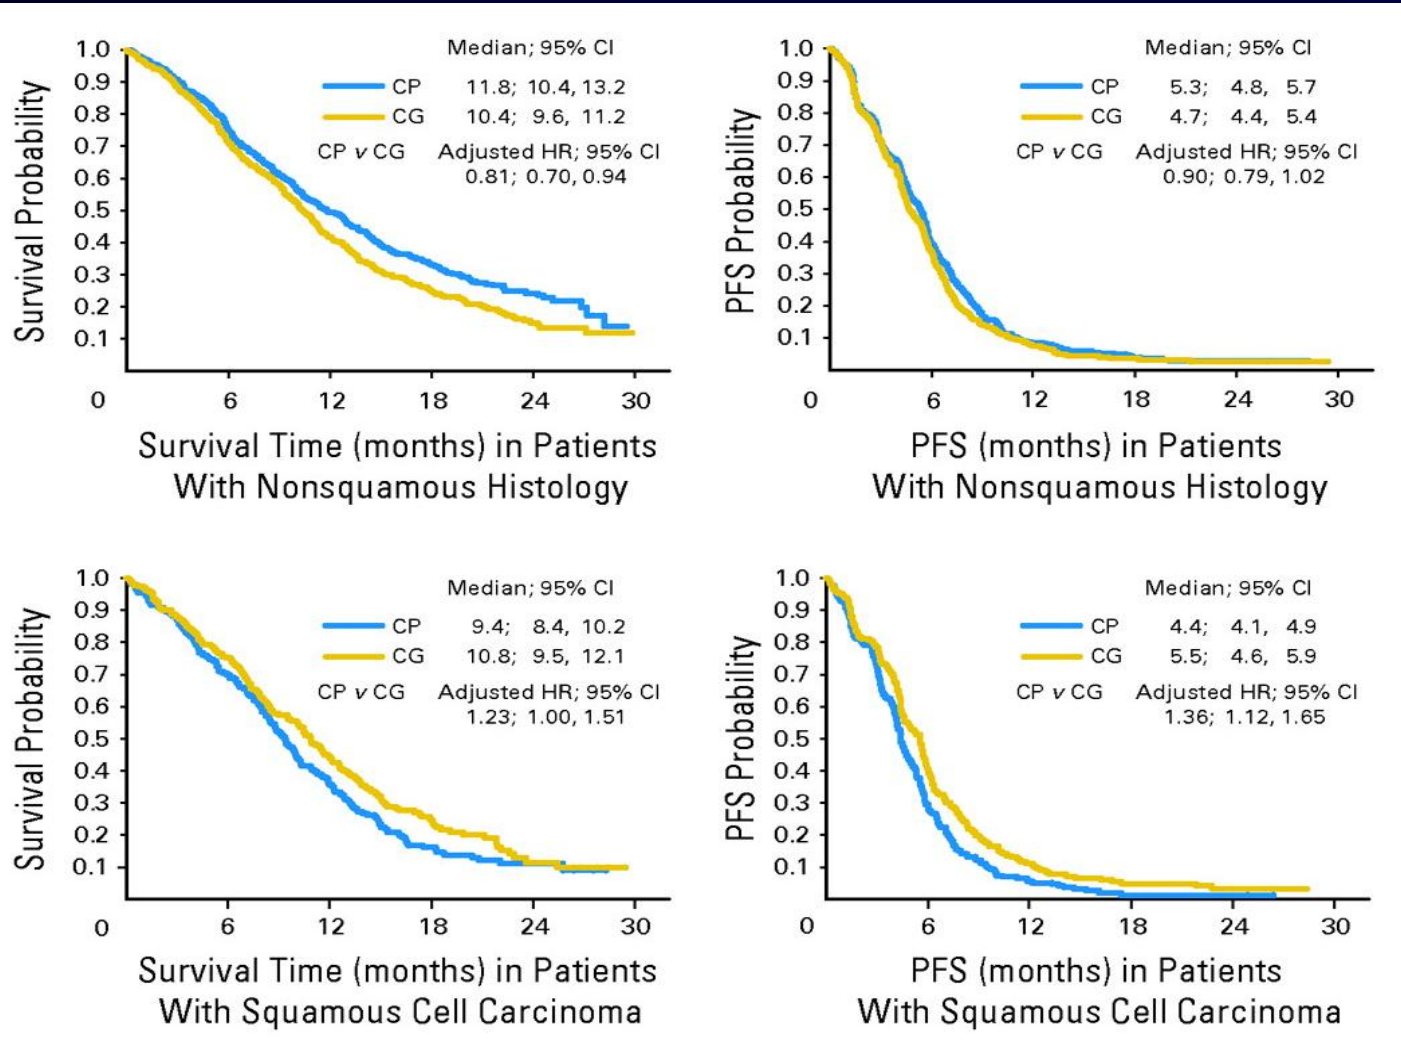 Survival Probability
1.0
0.9
0.8
0.7
0.6
0.5
0.4
0.3
0.2
0.1
Median; 95% CI
CP 11.8; 10.4, 13.2
CG 10.4; 9.6, 11.2
CP v CG Adjusted HR; 95% CI
0.81; 0.70, 0.94
0 6 12 18 24 30
Survival Time (months) in Patients
With Nonsquamous Histology
PFS Probability
1.0
0.9
0.8
0.7
0.6
0.5
0.4
0.3
0.2
0.1
Median; 95% CI
CP 5.3; 4.8, 5.7
CG 4.7; 4.4, 5.4
CP v CG Adjusted HR; 95% CI
0.90; 0.79, 1.02
0 6 12 18 24 30
PFS (months) in Patients
With Nonsquamous Histology
Survival Probability
1.0
0.9
0.8
0.7
0.6
0.5
0.4
0.3
0.2
0.1
Median; 95% CI
CP 9.4; 8.4, 10.2
CG 10.8; 9.5, 12.1
CP v CG Adjusted HR; 95% CI
1.23; 1.00, 1.51
0 6 12 18 24 30
Survival Time (months) in Patients
With Squamous Cell Carcinoma
PFS Probability
1.0
0.9
0.8
0.7
0.6
0.5
0.4
0.3
0.2
0.1
Median; 95% CI
CP 4.4; 4.1, 4.9
CG 5.5; 4.6, 5.9
CP v CG Adjusted HR; 95% CI
1.36; 1.12, 1.65
0 6 12 18 24 30
PFS (months) in Patients
With Squamous Cell Carcinoma